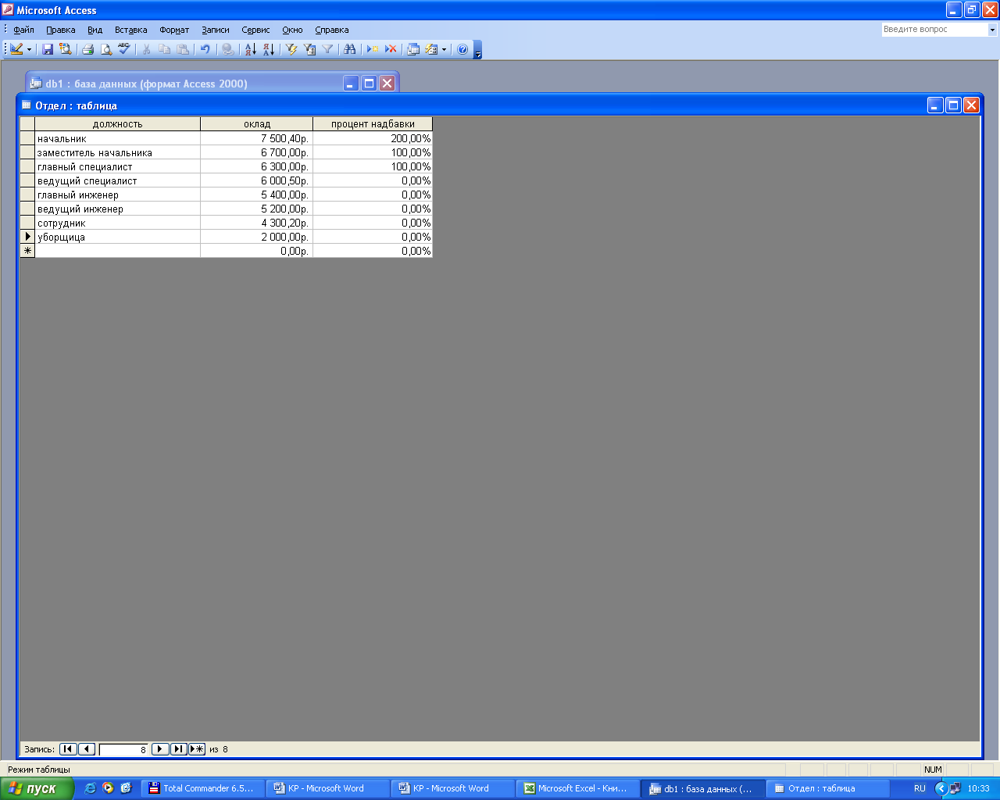 Microsoft Access
Файл Правка Вид Вставка Формат Записи Сервис Окно Справка Введите вопрос
db1 : база данных (формат Access 2000)
Отдел : таблица
должность оклад процент надбавки
начальник 7 500,40р. 200,00%
заместитель начальника 6 700,00р. 100,00%
главный специалист 6 300,00р. 100,00%
ведущий специалист 6 000,50р. 0,00%
главный инженер 5 400,00р. 0,00%
ведущий инженер 5 200,00р. 0,00%
сотрудник 4 300,20р. 0,00%
уборщица 2 000,00р. 0,00%
0,00р. 0,00%
Запись: 8 из 8
Режим таблицы NUM
пуск Total Commander 6.5... КР - Microsoft Word КР - Microsoft Word Microsoft Excel - Кни... db1 : база данных (... Отдел : таблица RU 10:33